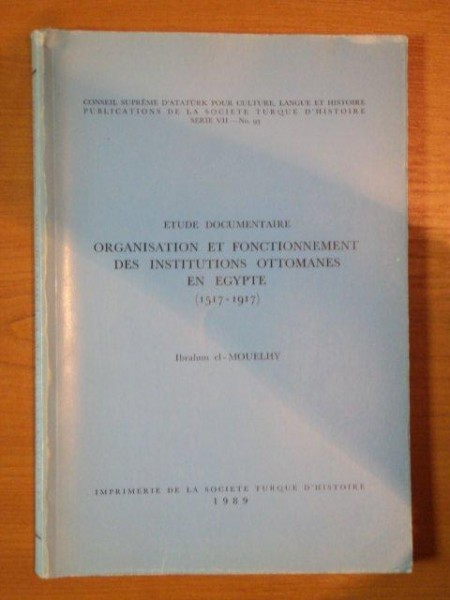 CONSEIL SUPRÊME D'ATATÜRK POUR CULTURE, LANGUE ET HISTOIRE
PUBLICATIONS DE LA SOCIETE TURQUE D'HISTOIRE
SERIE VII — No. 95
ETUDE DOCUMENTAIRE
ORGANISATION ET FONCTIONNEMENT
DES INSTITUTIONS OTTOMANES
EN EGYPTE
(1517-1917)
Ibrahim el-MOUELHY
IMPRIMERIE DE LA SOCIETE TURQUE D'HISTOIRE
1989